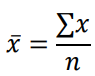 x̄ = ∑x / n